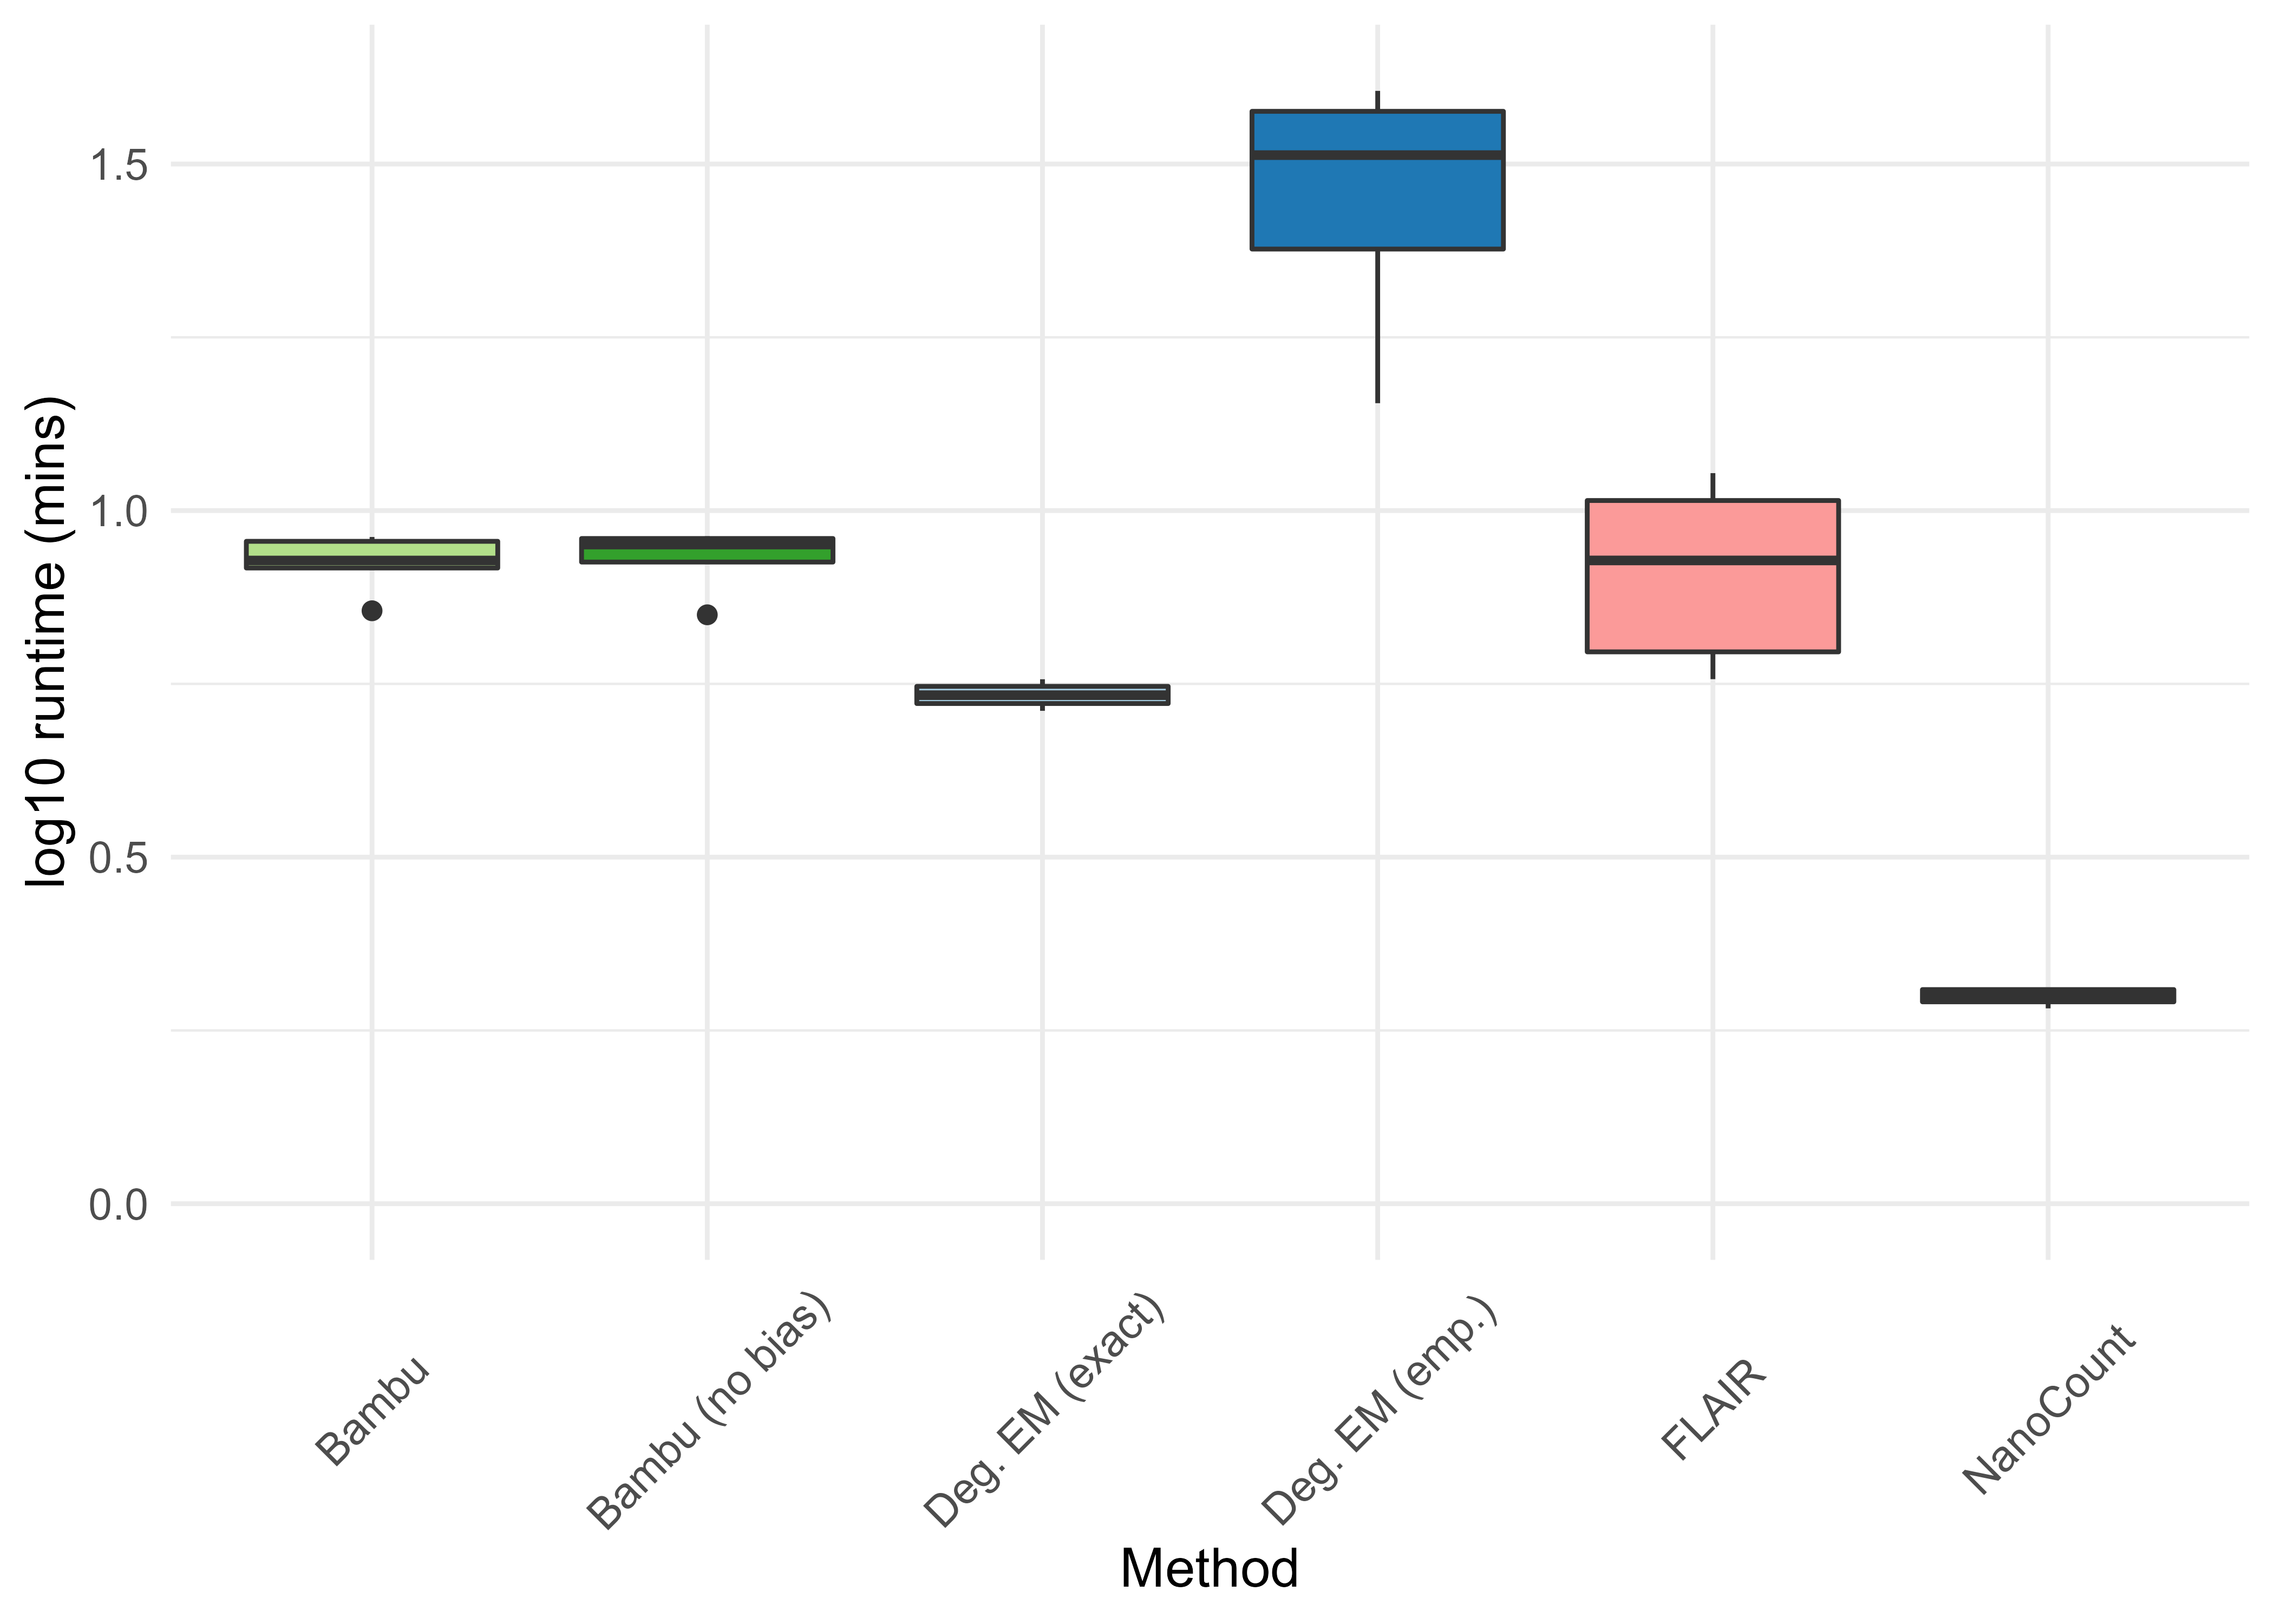 log10 runtime (mins)
1.5
1.0
0.5
0.0
Bambu
Bambu (no bias)
Deg. EM (exact)
Deg. EM (emp.)
FLAIR
NanoCount
Method